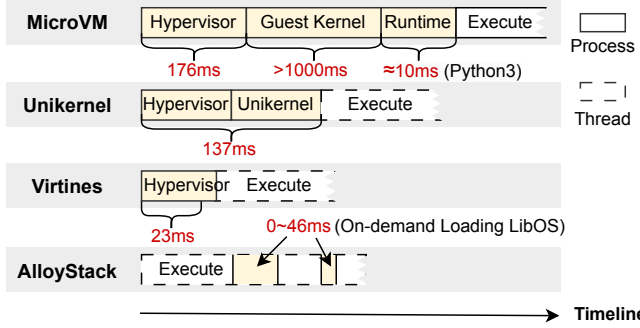 MicroVM Hypervisor Guest Kernel Runtime Execute
Process
176ms >1000ms ≈10ms (Python3)
Unikernel Hypervisor Unikernel Execute
Thread
137ms
Virtines Hypervisor Execute
23ms 0~46ms (On-demand Loading LibOS)
AlloyStack Execute
Timeline